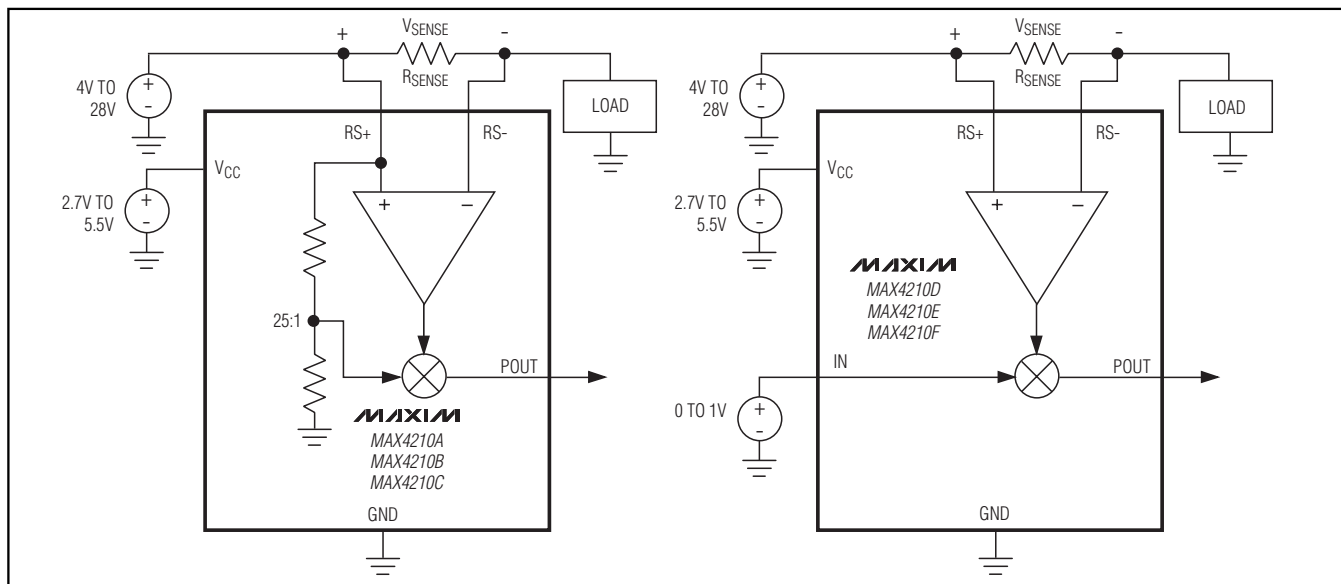 + VSENSE -
RSENSE
4V TO
28V
+
-
LOAD
RS+
RS-
VCC
2.7V TO
5.5V
+
-
+ −
25:1
POUT
MAXIM
MAX4210A
MAX4210B
MAX4210C
GND
+ VSENSE -
RSENSE
4V TO
28V
+
-
LOAD
RS+
RS-
VCC
2.7V TO
5.5V
+
-
+ −
MAXIM
MAX4210D
MAX4210E
MAX4210F
IN
POUT
0 TO 1V
+
-
GND